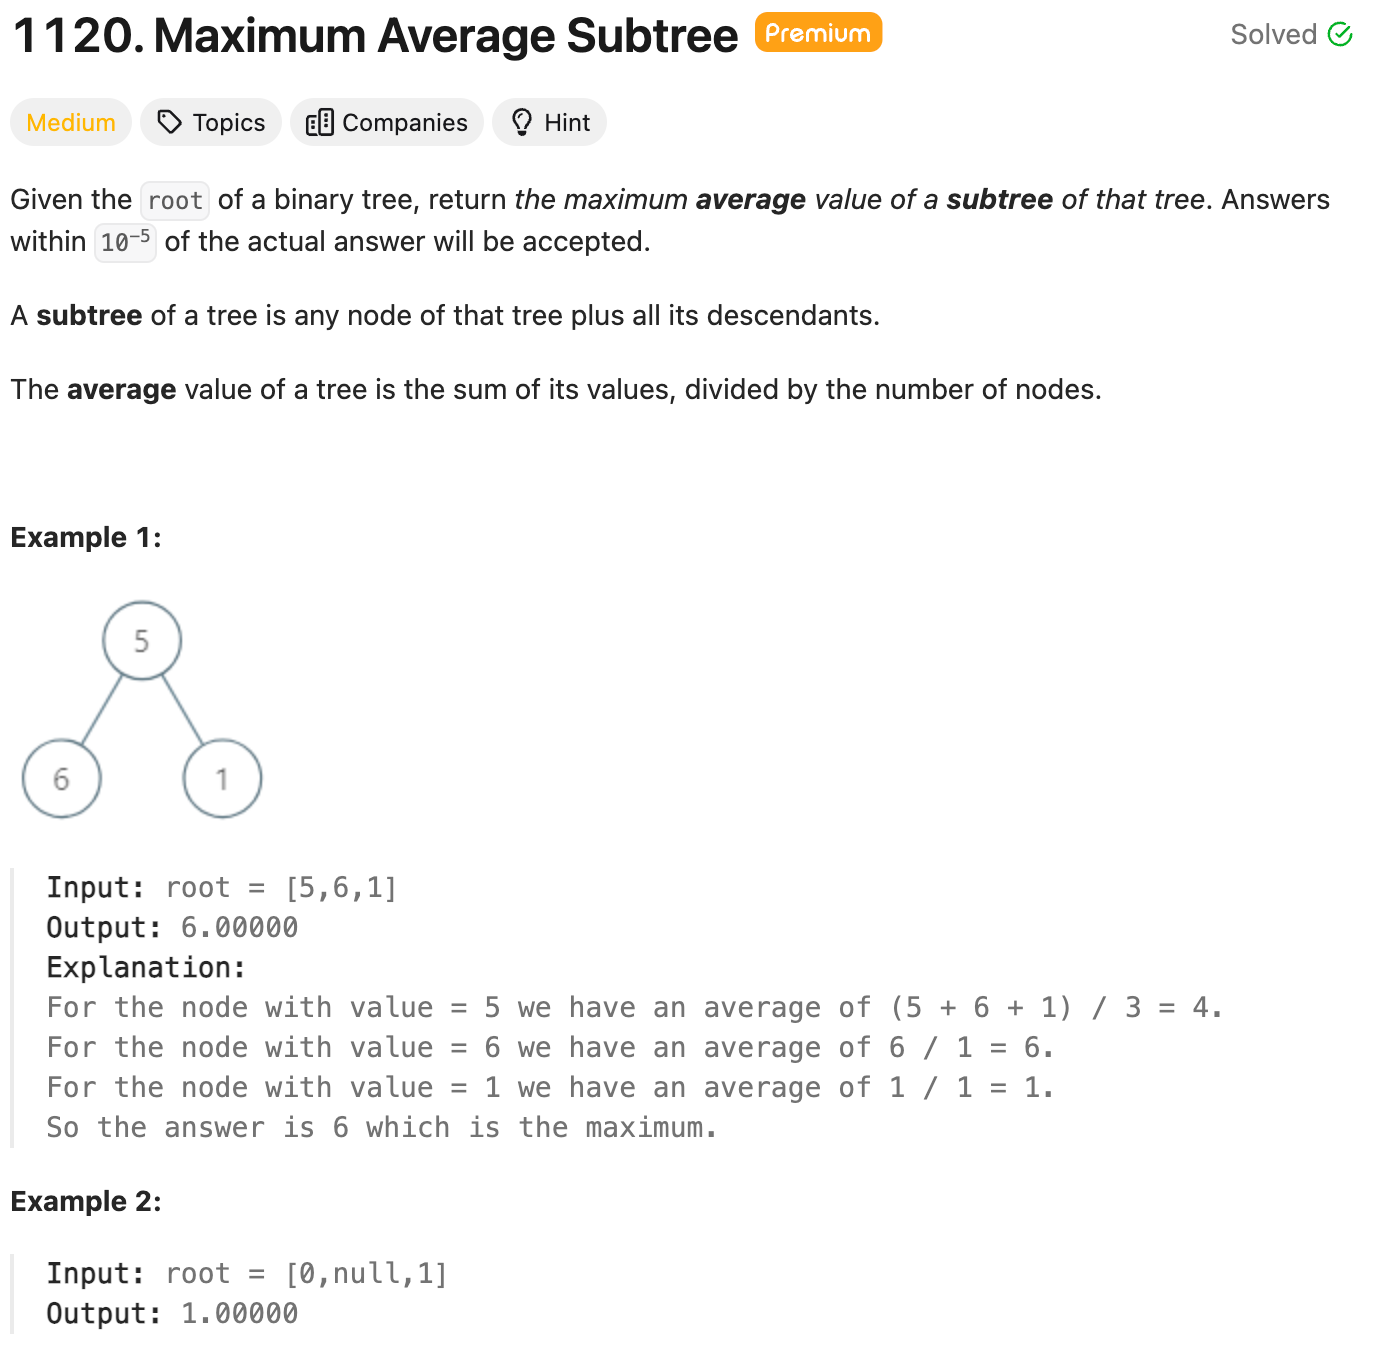 1120. Maximum Average Subtree Premium Solved
Medium Topics Companies Hint
Given the root of a binary tree, return the maximum average value of a subtree of that tree. Answers
within 10⁻⁵ of the actual answer will be accepted.
A subtree of a tree is any node of that tree plus all its descendants.
The average value of a tree is the sum of its values, divided by the number of nodes.
Example 1:
5
6 1
Input: root = [5,6,1]
Output: 6.00000
Explanation:
For the node with value = 5 we have an average of (5 + 6 + 1) / 3 = 4.
For the node with value = 6 we have an average of 6 / 1 = 6.
For the node with value = 1 we have an average of 1 / 1 = 1.
So the answer is 6 which is the maximum.
Example 2:
Input: root = [0,null,1]
Output: 1.00000